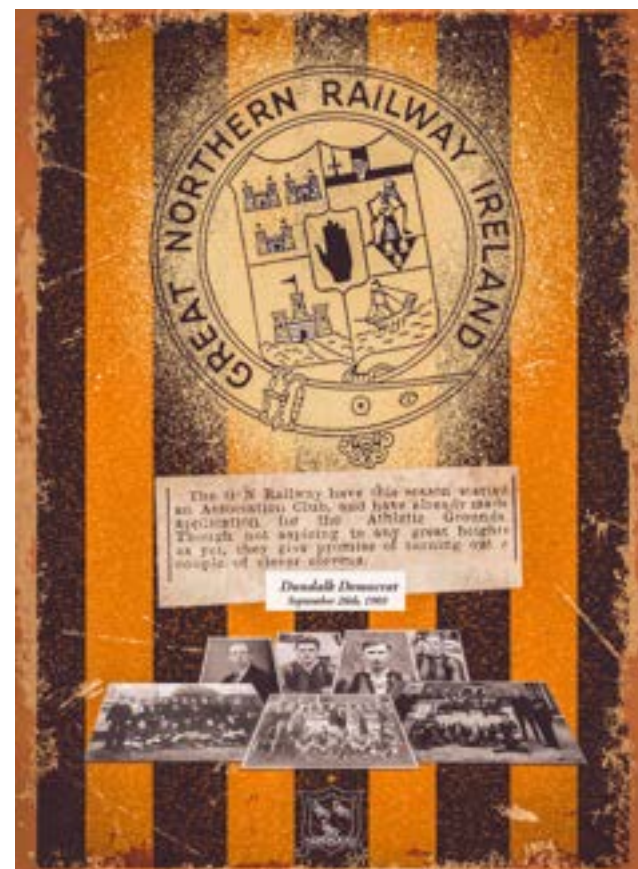 GREAT NORTHERN RAILWAY IRELAND
The G N Railway have this season started
an Association Club, and have already made
application for the Athletic Grounds.
Though not aspiring to any great heights
as yet, they give promise of turning out a
couple of clever elevens.
Dundalk Democrat
September 26th, 1903